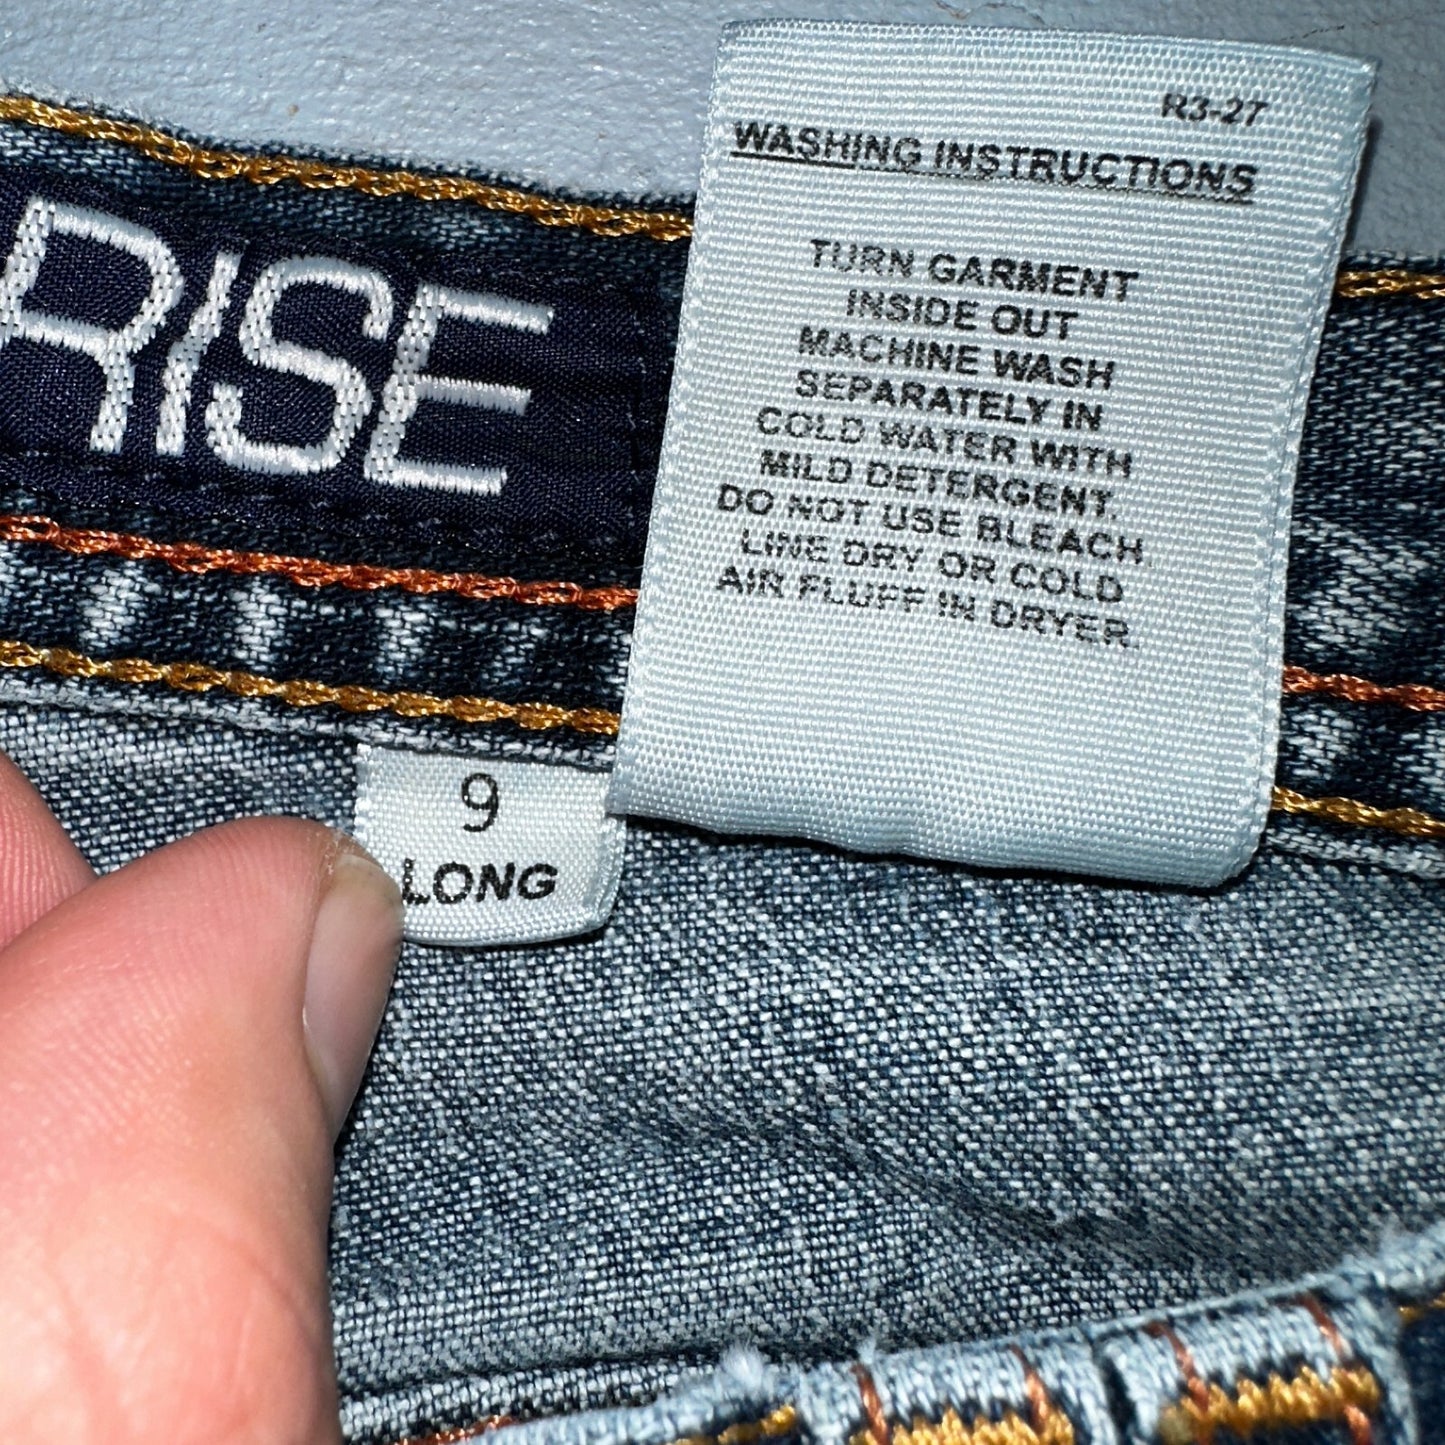 RISE
R3-27
WASHING INSTRUCTIONS
TURN GARMENT
INSIDE OUT
MACHINE WASH
SEPARATELY IN
COLD WATER WITH
MILD DETERGENT.
DO NOT USE BLEACH
LINE DRY OR COLD
AIR FLUFF IN DRYER.
9
LONG